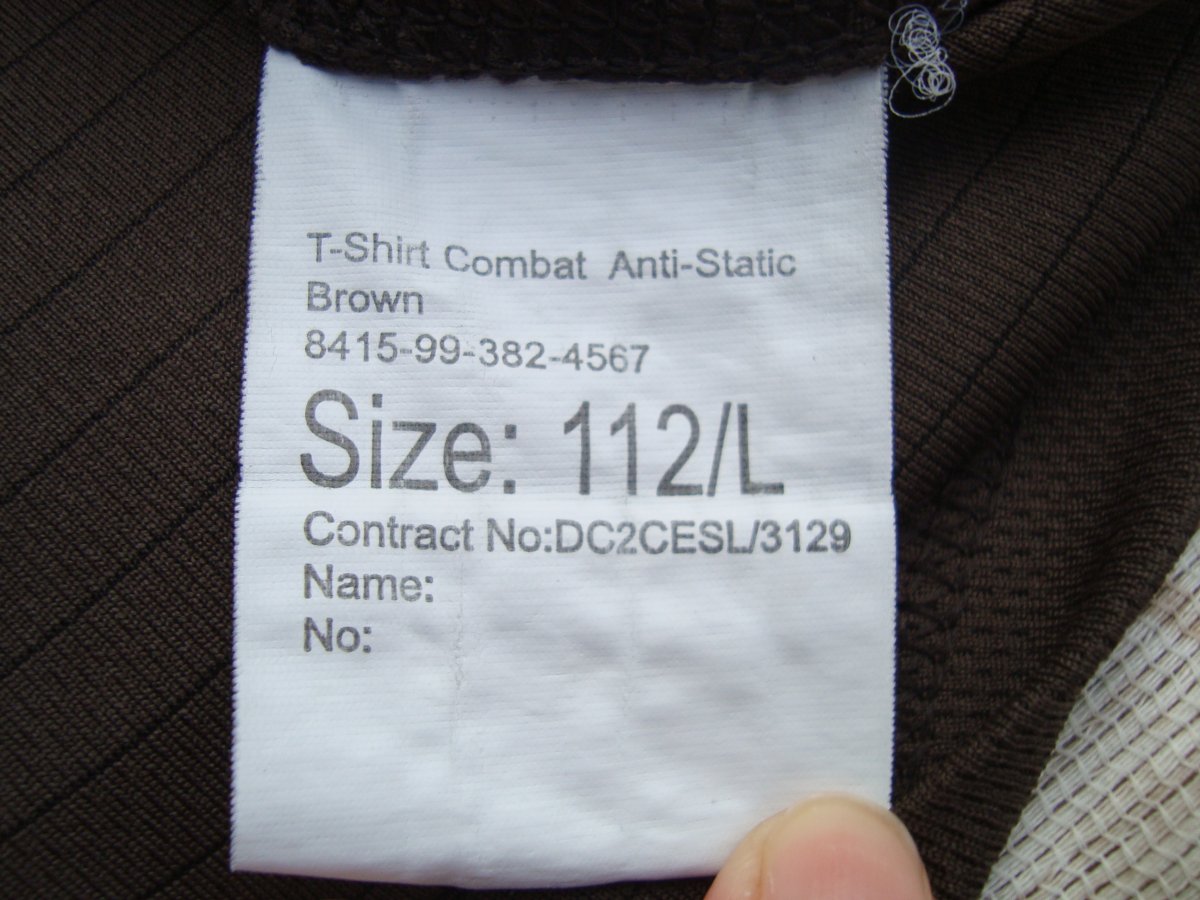 T-Shirt Combat Anti-Static
Brown
8415-99-382-4567
Size: 112/L
Contract No:DC2CESL/3129
Name:
No: